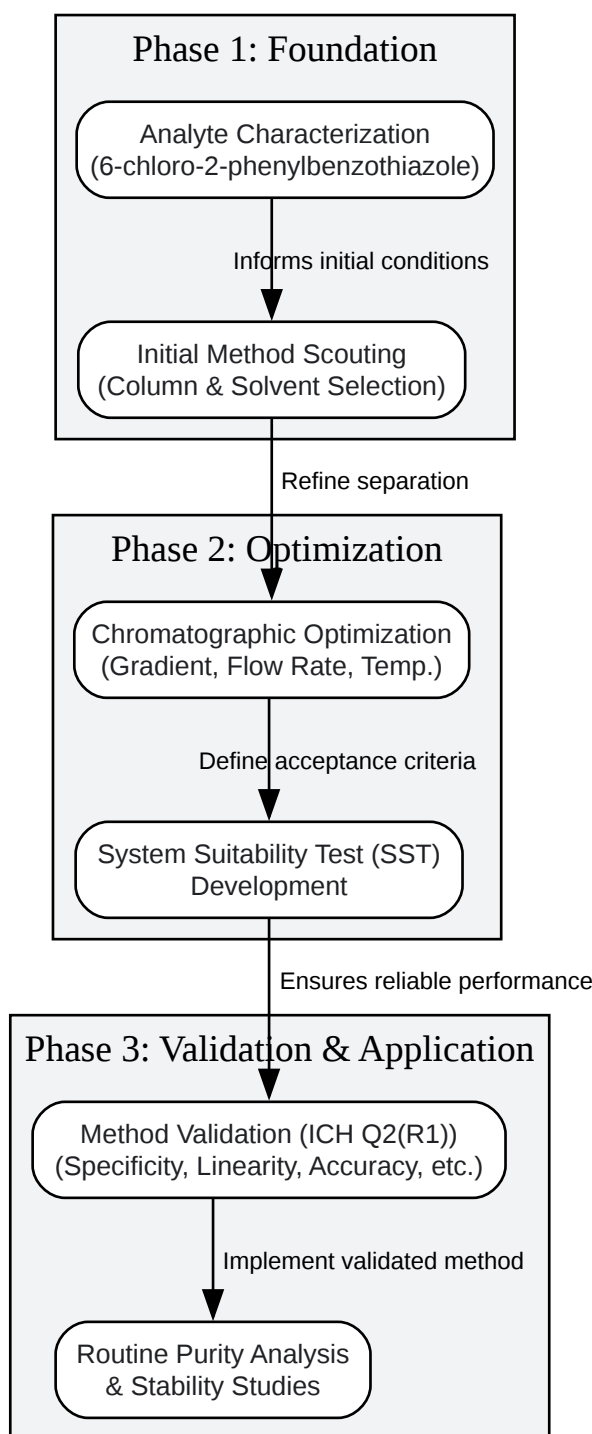 Phase 1: Foundation
Analyte Characterization
(6-chloro-2-phenylbenzothiazole)
Informs initial conditions
Initial Method Scouting
(Column & Solvent Selection)
Refine separation
Phase 2: Optimization
Chromatographic Optimization
(Gradient, Flow Rate, Temp.)
Define acceptance criteria
System Suitability Test (SST)
Development
Ensures reliable performance
Phase 3: Validation & Application
Method Validation (ICH Q2(R1))
(Specificity, Linearity, Accuracy, etc.)
Implement validated method
Routine Purity Analysis
& Stability Studies